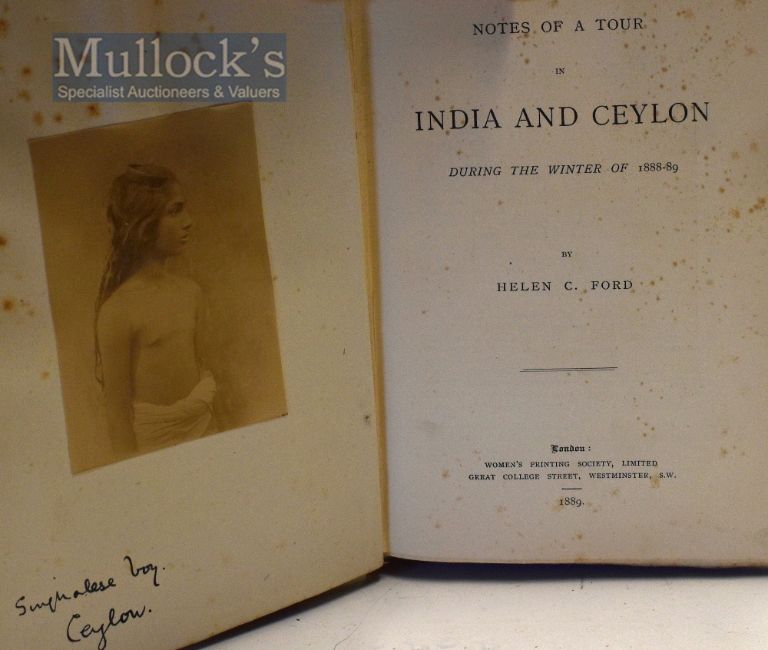 Mullock's
Specialist Auctioneers & Valuers
Singhalese boy.
Ceylon.
NOTES OF A TOUR
IN
INDIA AND CEYLON
DURING THE WINTER OF 1888-89
BY
HELEN C. FORD
London:
WOMEN'S PRINTING SOCIETY, LIMITED
GREAT COLLEGE STREET, WESTMINSTER, S.W.
1889.